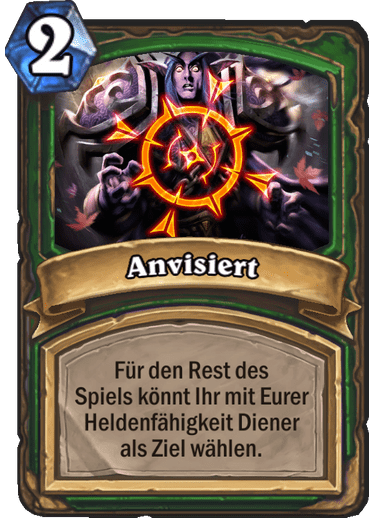 2
Anvisiert
Für den Rest des
Spiels könnt Ihr mit Eurer
Heldenfähigkeit Diener
als Ziel wählen.